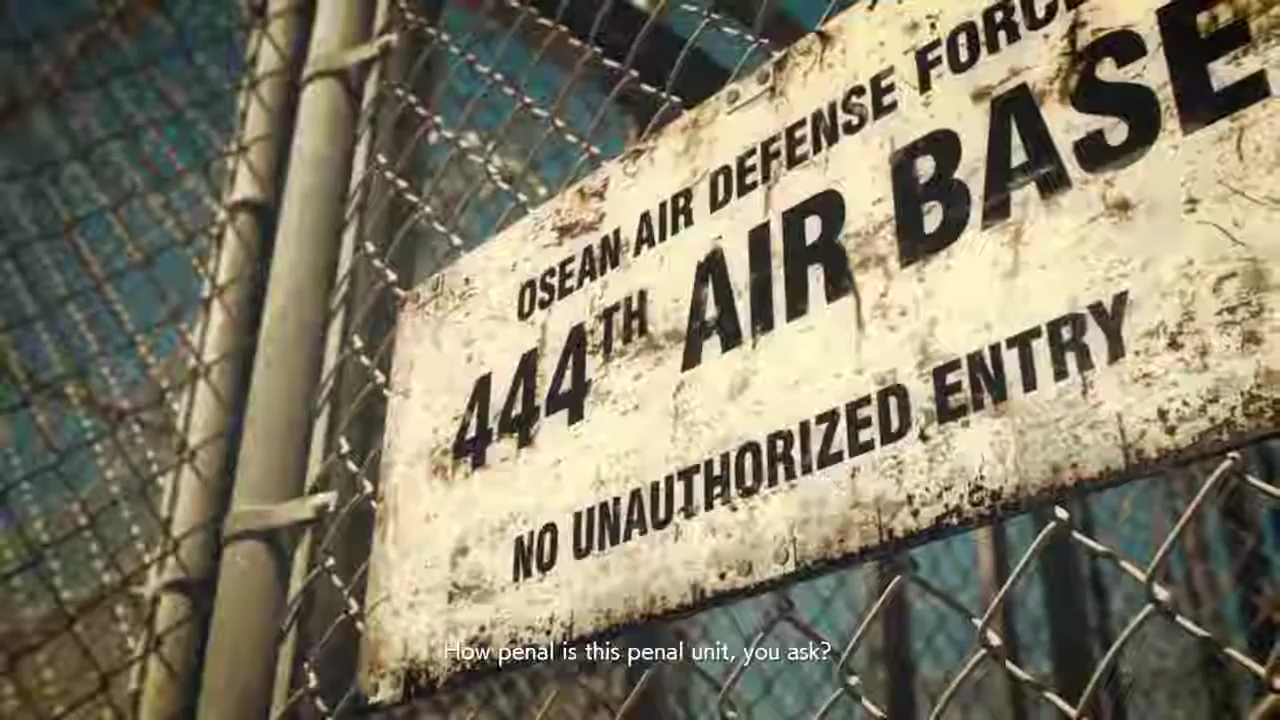 OSEAN AIR DEFENSE FORCE
444TH AIR BASE
NO UNAUTHORIZED ENTRY
How penal is this penal unit, you ask?